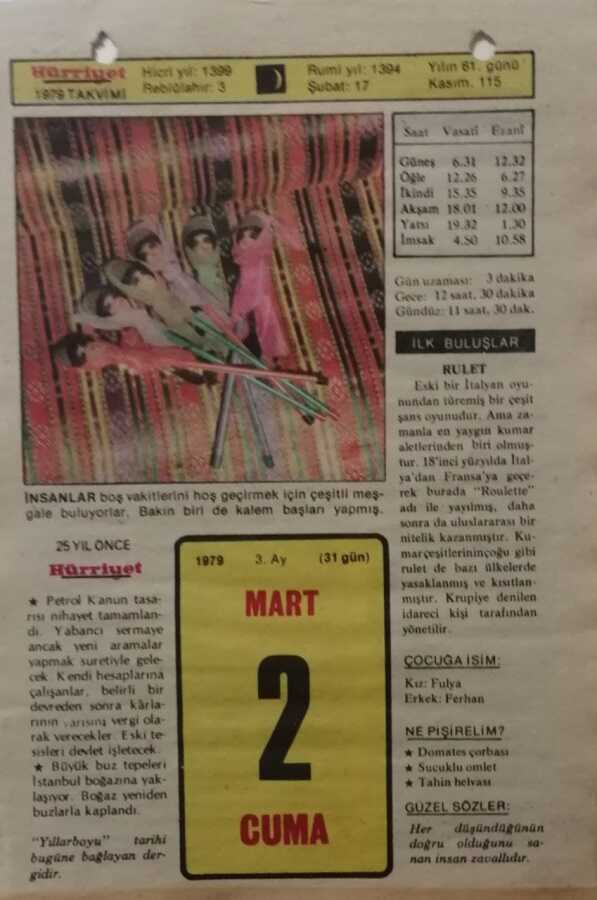 Hürriyet
1979 TAKVİMİ
Hicri yıl: 1399
Rebiülahir: 3
Rumi yıl: 1394
Şubat: 17
Yılın 61. günü
Kasım. 115
Saat Vasatî Ezanî
Güneş 6.31 12.32
Öğle 12.26 6.27
İkindi 15.35 9.35
Akşam 18.01 12.00
Yatsı 19.32 1.30
İmsak 4.50 10.58
Gün uzaması: 3 dakika
Gece: 12 saat, 30 dakika
Gündüz: 11 saat, 30 dak.
İLK BULUŞLAR
RULET
Eski bir İtalyan oyu-
nundan türemiş bir çeşit
şans oyunudur. Ama za-
manla en yaygın kumar
aletlerinden biri olmuş-
tur. 18'inci yüzyılda İtal-
ya'dan Fransa'ya geçe-
rek burada "Roulette"
adı ile yayılmış, daha
sonra da uluslararası bir
nitelik kazanmıştır. Ku-
marçeşitlerininçoğu gibi
rulet de bazı ülkelerde
yasaklanmış ve kısıtlan-
mıştır. Krupiye denilen
idareci kişi tarafından
yönetilir.
ÇOCUĞA İSİM:
Kız: Fulya
Erkek: Ferhan
NE PİŞİRELİM?
★ Domates çorbası
★ Sucuklu omlet
★ Tahin helvası
GÜZEL SÖZLER:
Her düşündüğünün
doğru olduğunu sa-
nan insan zavallıdır.
İNSANLAR boş vakitlerini hoş geçirmek için çeşitli meş-
gale buluyorlar. Bakın biri de kalem başları yapmış.
25 YIL ÖNCE
Hürriyet
★ Petrol Kanun tasa-
rısı nihayet tamamlan-
dı. Yabancı sermaye
ancak yeni aramalar
yapmak suretiyle gele-
cek. Kendi hesaplarına
çalışanlar, belirli bir
devreden sonra kârla-
rının yarısını vergi ola-
rak verecekler. Eski te-
sisleri devlet işletecek.
★ Büyük buz tepeleri
İstanbul boğazına yak-
laşıyor. Boğaz yeniden
buzlarla kaplandı.
"Yıllarboyu" tarihi
bugüne bağlayan der-
gidir.
1979 3. Ay (31 gün)
MART
2
CUMA